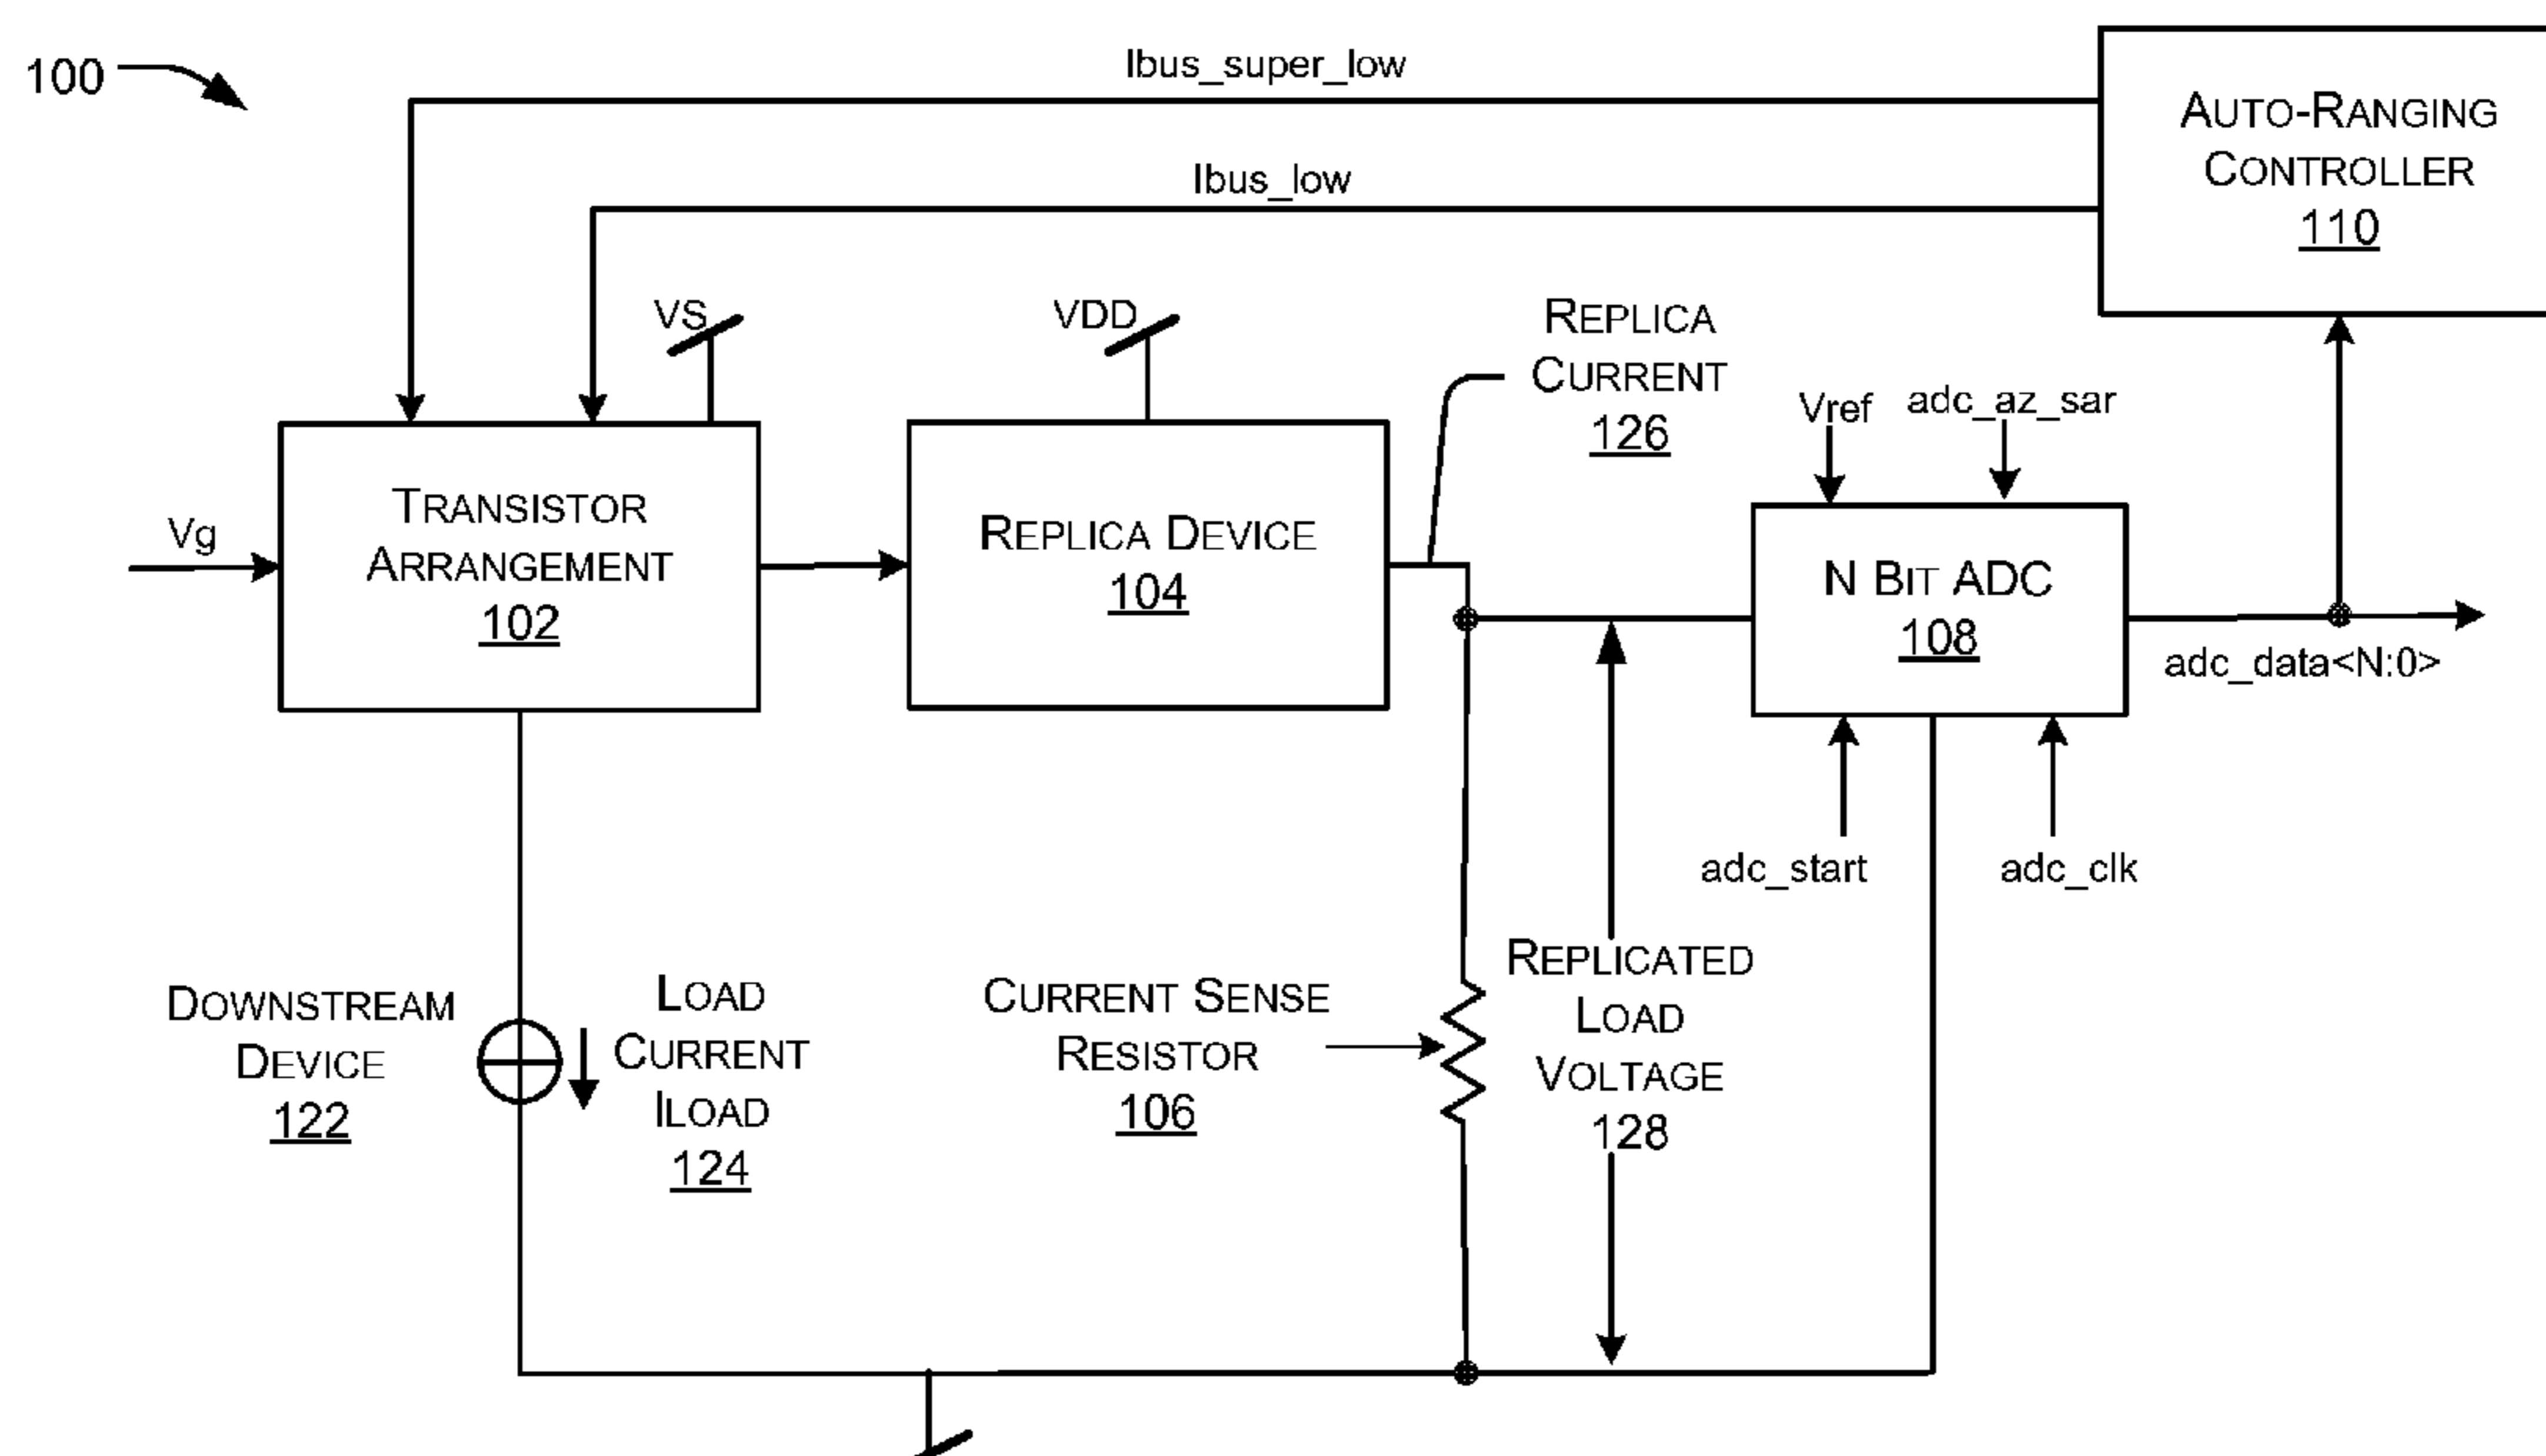 100
Ibus_super_low
AUTO-RANGING
CONTROLLER
110
Ibus_low
VS
VDD
REPLICA
CURRENT
126
Vref
adc_az_sar
Vg
TRANSISTOR
ARRANGEMENT
102
REPLICA DEVICE
104
N BIT ADC
108
adc_data<N:0>
adc_start
adc_clk
DOWNSTREAM
DEVICE
122
LOAD
CURRENT
ILOAD
124
CURRENT SENSE
RESISTOR
106
REPLICATED
LOAD
VOLTAGE
128